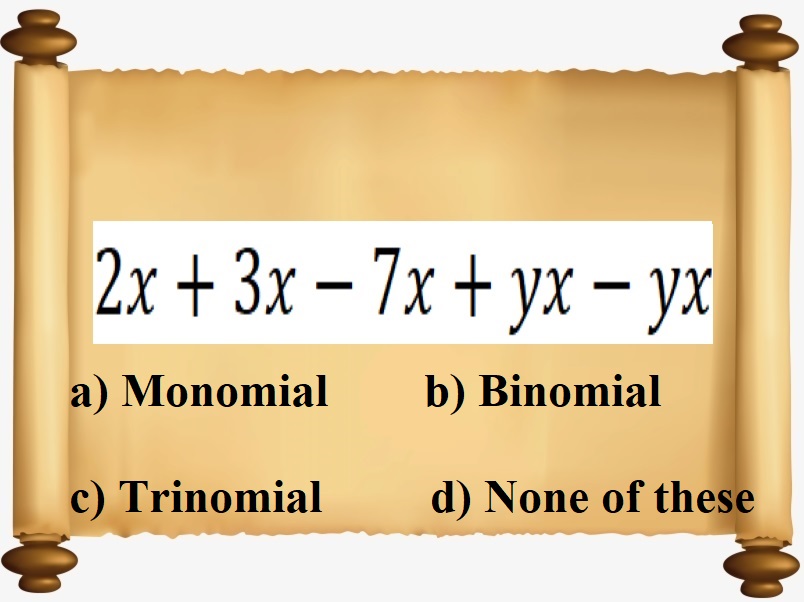 2x + 3x − 7x + yx − yx
a) Monomial b) Binomial
c) Trinomial d) None of these